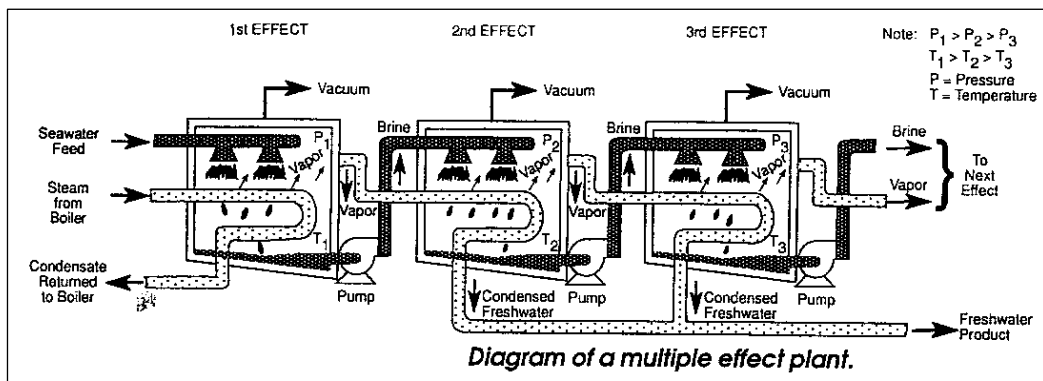 1st EFFECT
2nd EFFECT
3rd EFFECT
Note: P1 > P2 > P3
T1 > T2 > T3
P = Pressure
T = Temperature
Vacuum
Vacuum
Vacuum
Seawater
Feed
Steam
from
Boiler
Condensate
Returned
to Boiler
P1
Vapor
T1
Vapor
Pump
Brine
P2
Vapor
T2
Vapor
Pump
Condensed
Freshwater
Brine
P3
Vapor
T3
Pump
Condensed
Freshwater
Brine
Vapor
To
Next
Effect
Freshwater
Product
Diagram of a multiple effect plant.